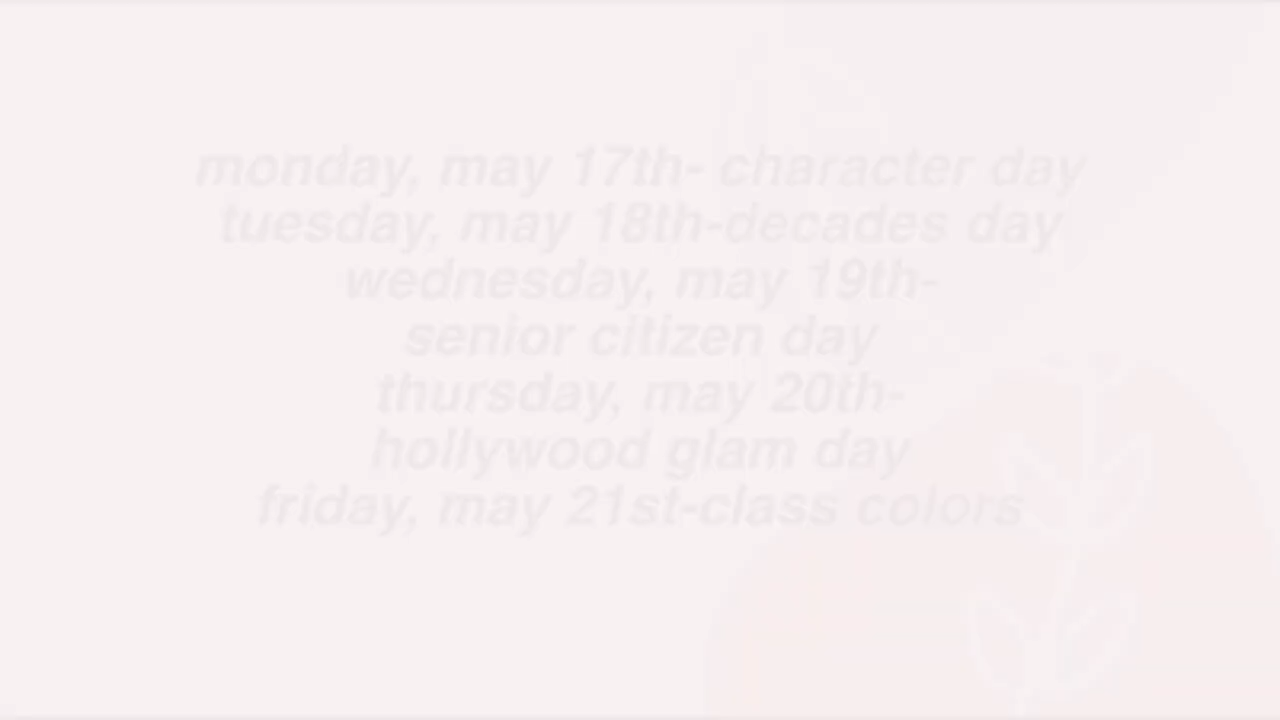 monday, may 17th- character day
tuesday, may 18th-decades day
wednesday, may 19th-
senior citizen day
thursday, may 20th-
hollywood glam day
friday, may 21st-class colors